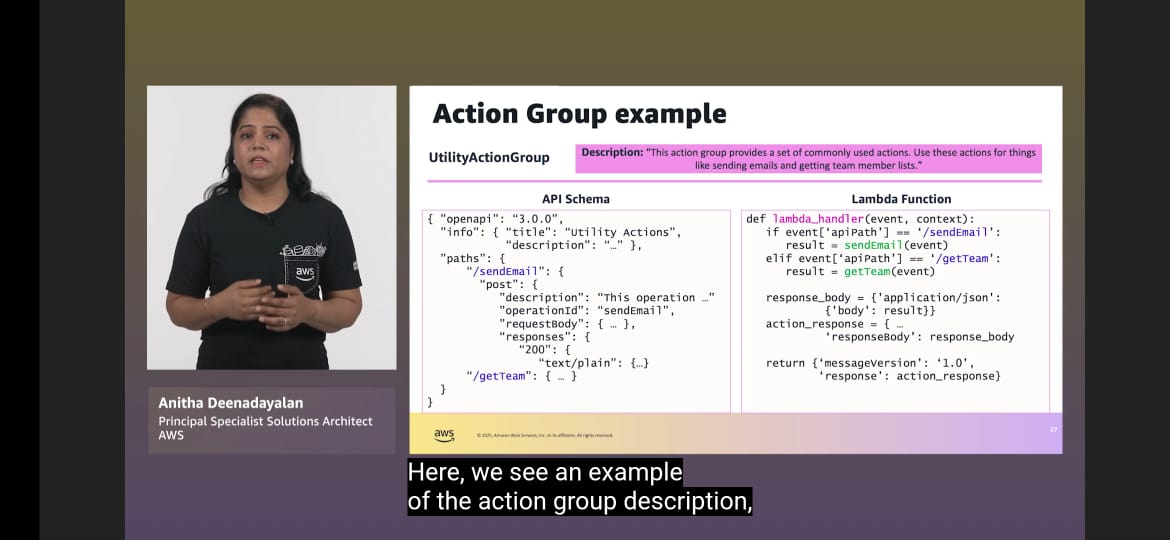 Action Group example
UtilityActionGroup
Description: "This action group provides a set of commonly used actions. Use these actions for things
like sending emails and getting team member lists."
API Schema
{ "openapi": "3.0.0",
"info": { "title": "Utility Actions",
"description": "…" },
"paths": {
"/sendEmail": {
"post": {
"description": "This operation …"
"operationId": "sendEmail",
"requestBody": { … },
"responses": {
"200": {
"text/plain": {…}
"/getTeam": { … }
}
}
Lambda Function
def lambda_handler(event, context):
if event[‘apiPath’] == ‘/sendEmail’:
result = sendEmail(event)
elif event[‘apiPath’] == ‘/getTeam’:
result = getTeam(event)
response_body = {‘application/json’:
{‘body’: result}}
action_response = { …
‘responseBody’: response_body
return {‘messageVersion’: ‘1.0’,
‘response’: action_response}
aws
© 2025, Amazon Web Services, Inc. or its affiliates. All rights reserved.
27
aws
Anitha Deenadayalan
Principal Specialist Solutions Architect
AWS
Here, we see an example
of the action group description,